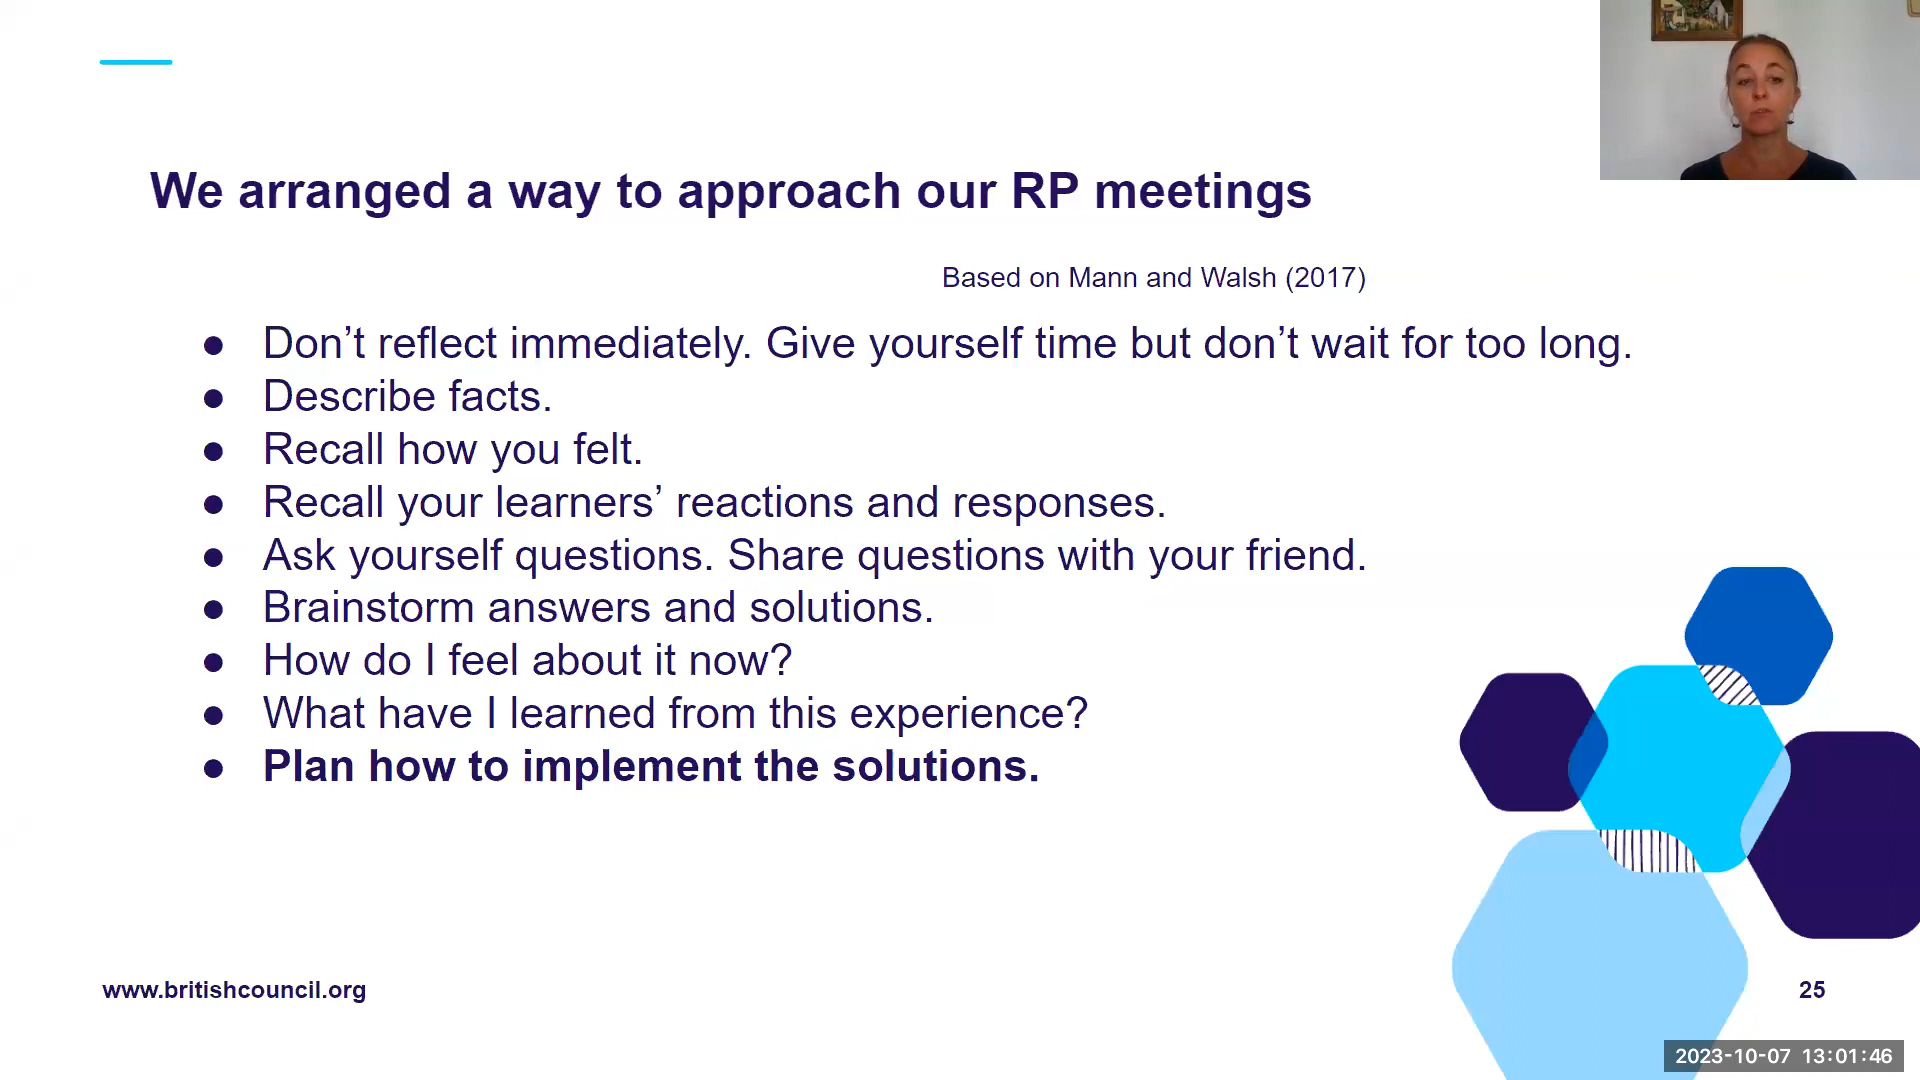 We arranged a way to approach our RP meetings
Based on Mann and Walsh (2017)
● Don’t reflect immediately. Give yourself time but don’t wait for too long.
● Describe facts.
● Recall how you felt.
● Recall your learners’ reactions and responses.
● Ask yourself questions. Share questions with your friend.
● Brainstorm answers and solutions.
● How do I feel about it now?
● What have I learned from this experience?
● Plan how to implement the solutions.
www.britishcouncil.org
25
2023-10-07 13:01:46